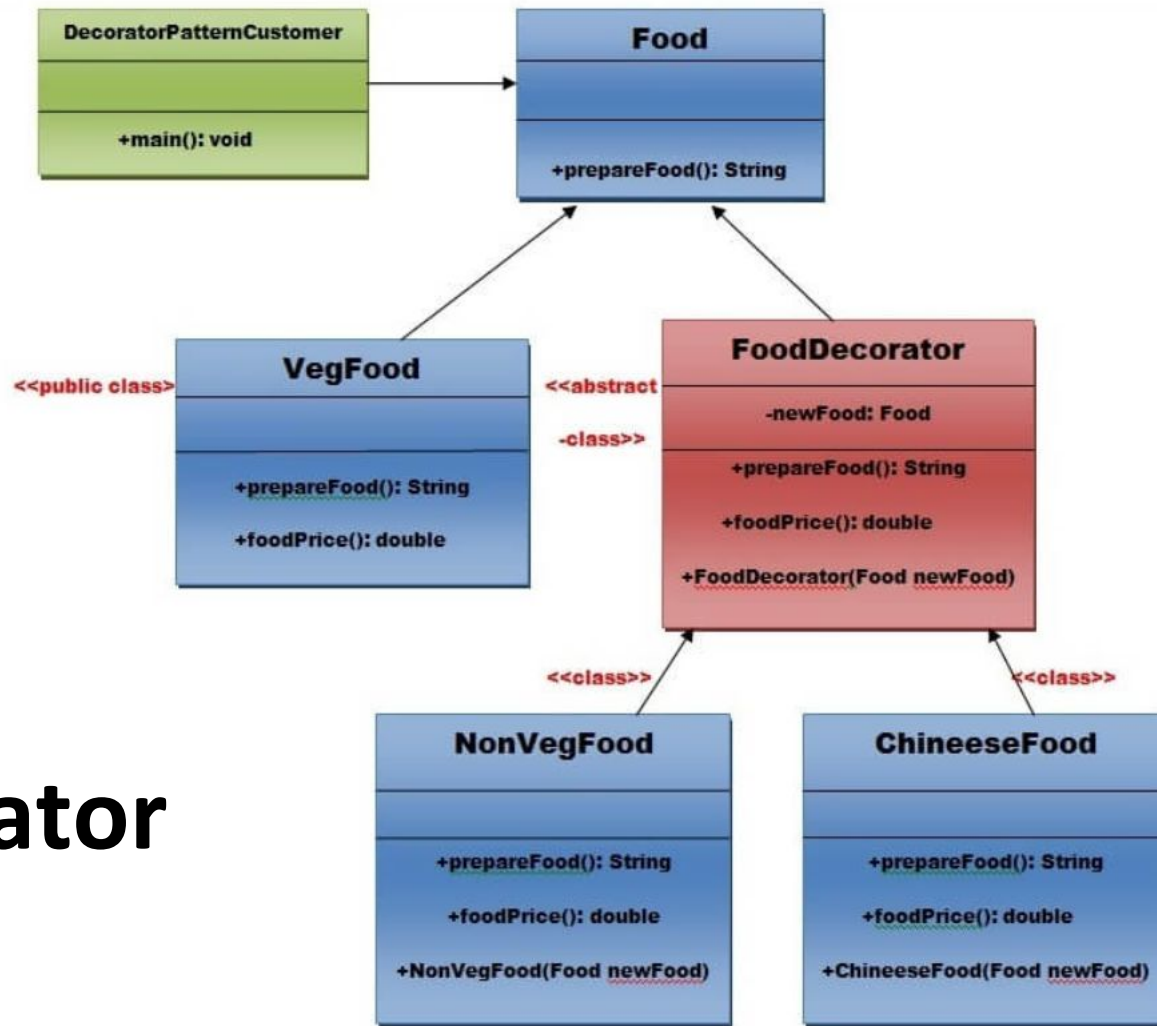 DecoratorPatternCustomer
+main(): void
Food
+prepareFood(): String
<<public class>
VegFood
+prepareFood(): String
+foodPrice(): double
<<abstract
-class>>
FoodDecorator
-newFood: Food
+prepareFood(): String
+foodPrice(): double
+FoodDecorator(Food newFood)
<<class>>
<<class>>
ator
NonVegFood
+prepareFood(): String
+foodPrice(): double
+NonVegFood(Food newFood)
ChineeseFood
+prepareFood(): String
+foodPrice(): double
+ChineeseFood(Food newFood)